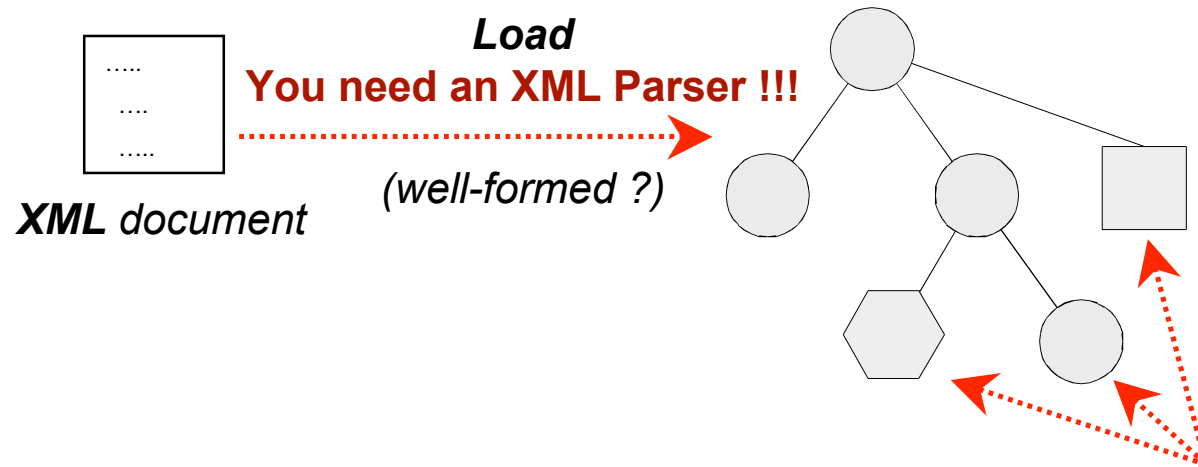 Load
You need an XML Parser !!!
…..
….
…..
(well-formed ?)
XML document